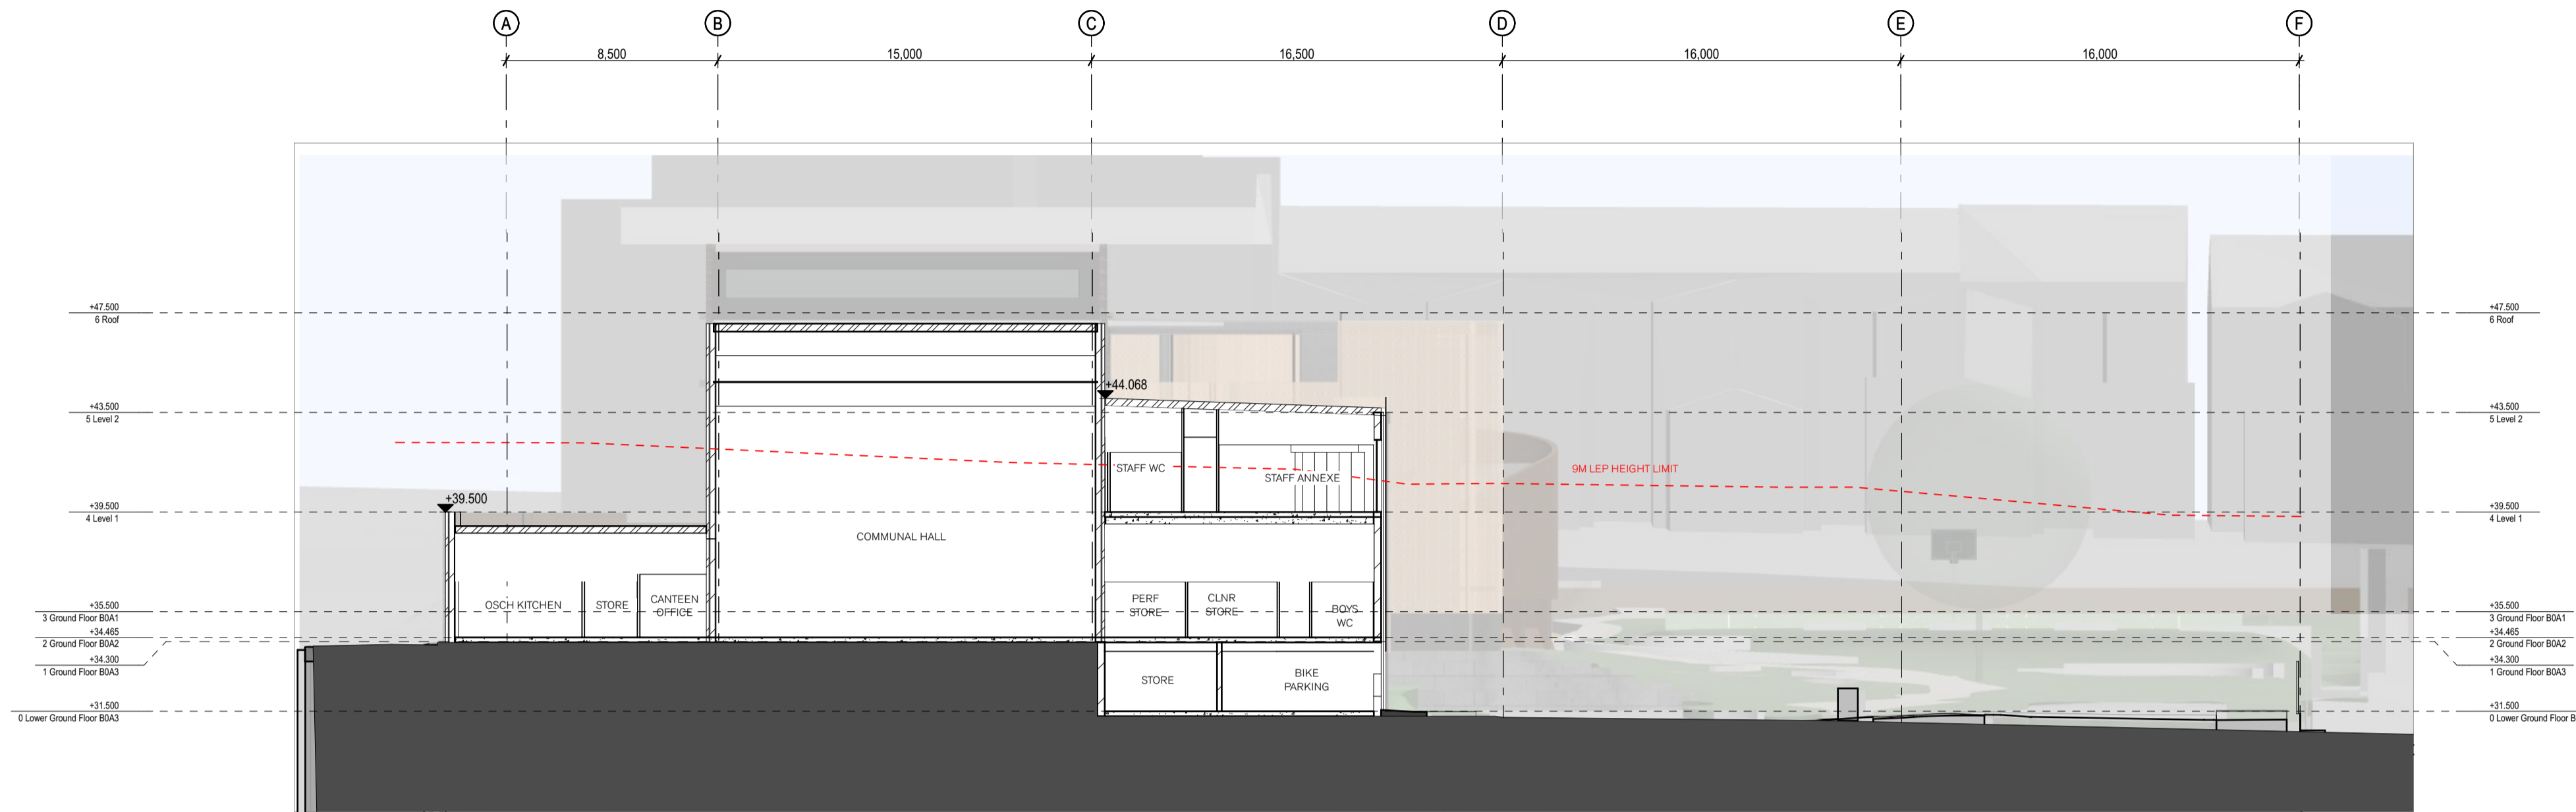 A B C D E F
8,500 15,000 16,500 16,000 16,000
+47.500 +47.500
6 Roof 6 Roof
+44.068
+43.500 +43.500
5 Level 2 5 Level 2
9M LEP HEIGHT LIMIT
STAFF WC
STAFF ANNEXE
+39.500
+39.500 +39.500
4 Level 1 4 Level 1
COMMUNAL HALL
OSCH KITCHEN
STORE
CANTEEN
OFFICE
PERF
STORE
CLNR
STORE
BOYS
WC
+35.500 +35.500
3 Ground Floor B0A1 3 Ground Floor B0A1
+34.465 +34.465
2 Ground Floor B0A2 2 Ground Floor B0A2
+34.300 +34.300
1 Ground Floor B0A3 1 Ground Floor B0A3
STORE
BIKE
PARKING
+31.500 +31.500
0 Lower Ground Floor B0A3 0 Lower Ground Floor B